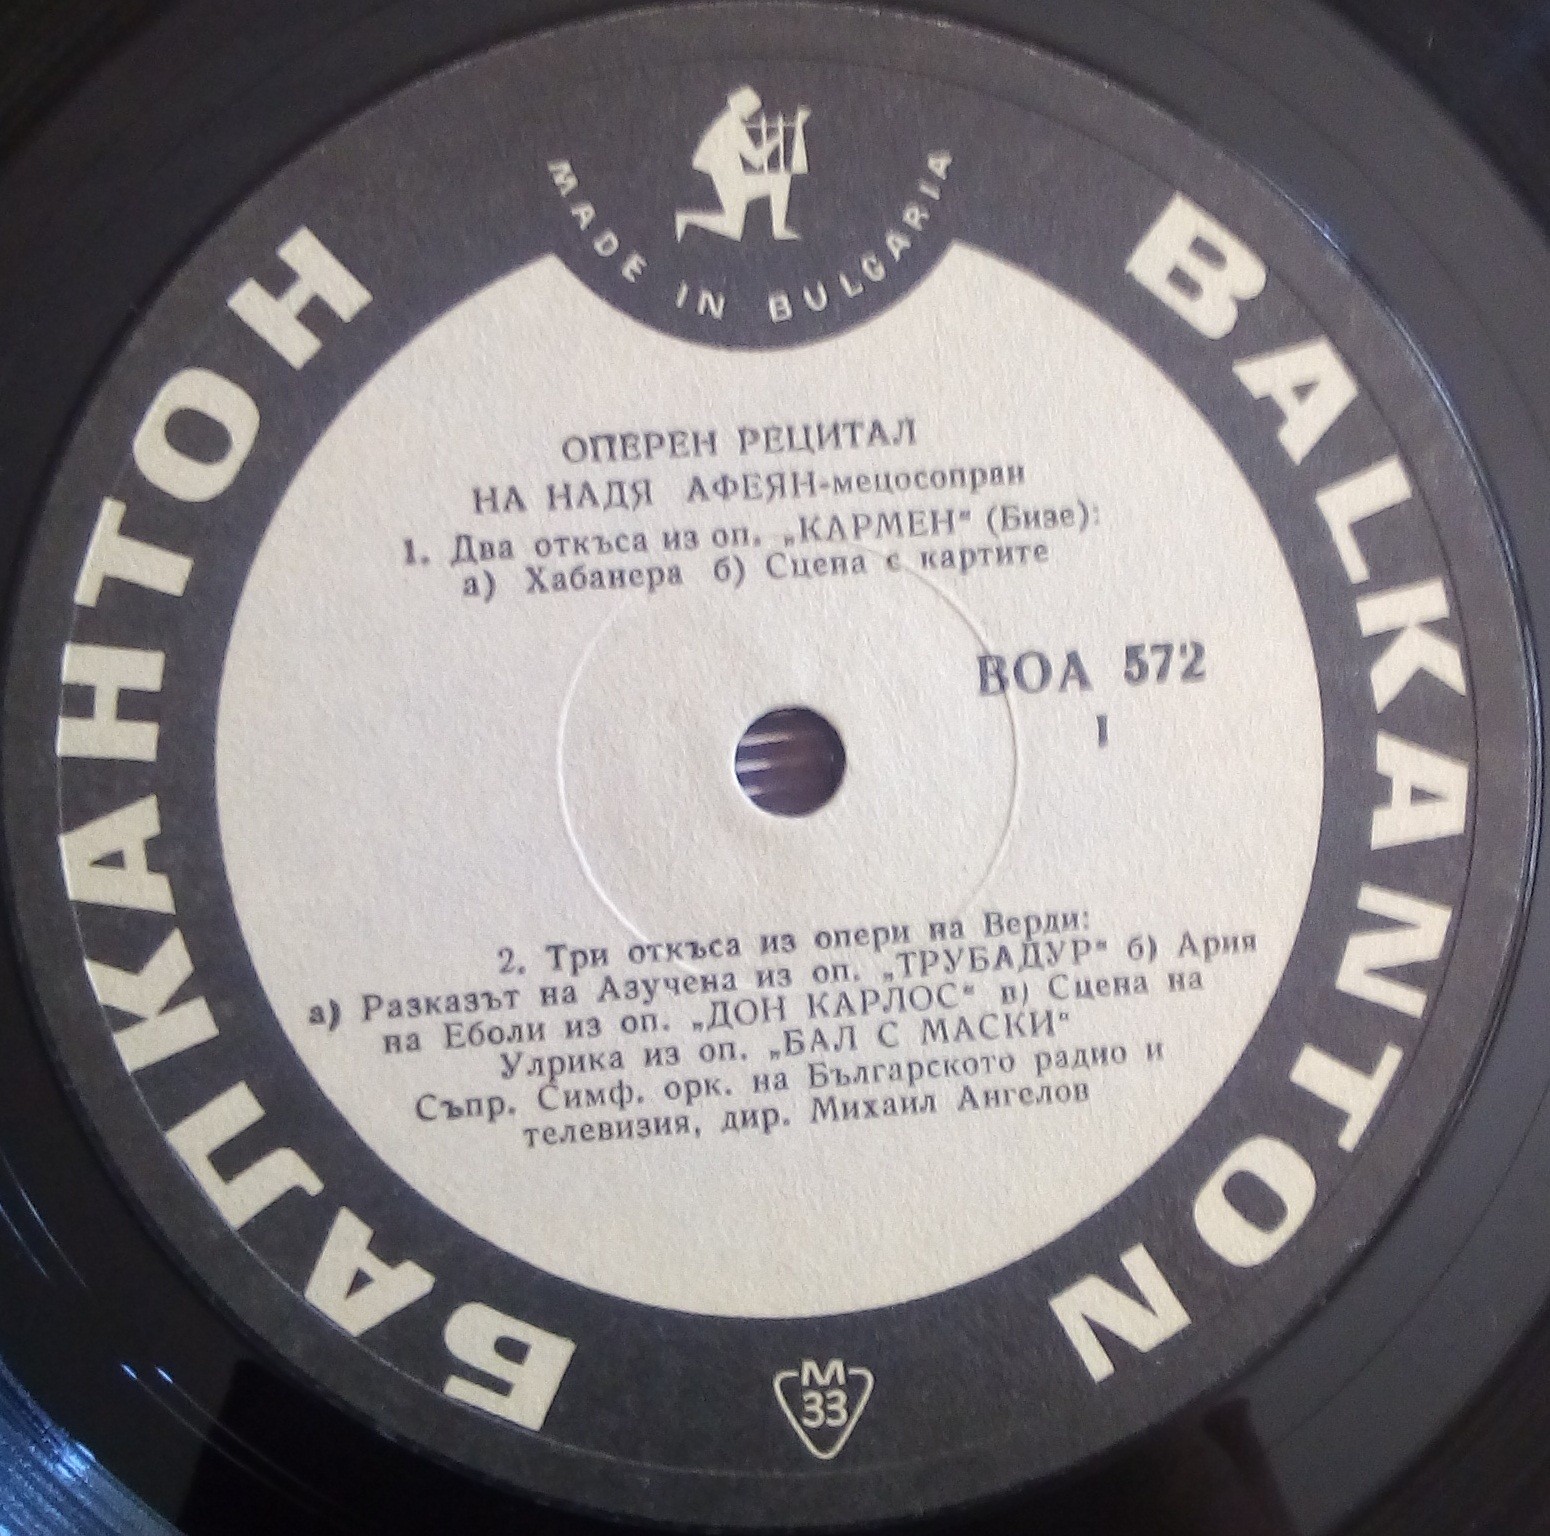 MADE IN BULGARIA
БАЛКАНТОН
BALKANTON
ОПЕРЕН РЕЦИТАЛ
НА НАДЯ АФЕЯН-мецосопран
1. Два откъса из оп. „КАРМЕН“ (Бизе):
а) Хабанера б) Сцена с картите
ВОА 572
I
2. Три откъса из опери на Верди:
а) Разказът на Азучена из оп. „ТРУБАДУР“ б) Ария
на Еболи из оп. „ДОН КАРЛОС“ в) Сцена на
Улрика из оп. „БАЛ С МАСКИ“
Съпр. Симф. орк. на Българското радио и
телевизия, дир. Михаил Ангелов
М
33